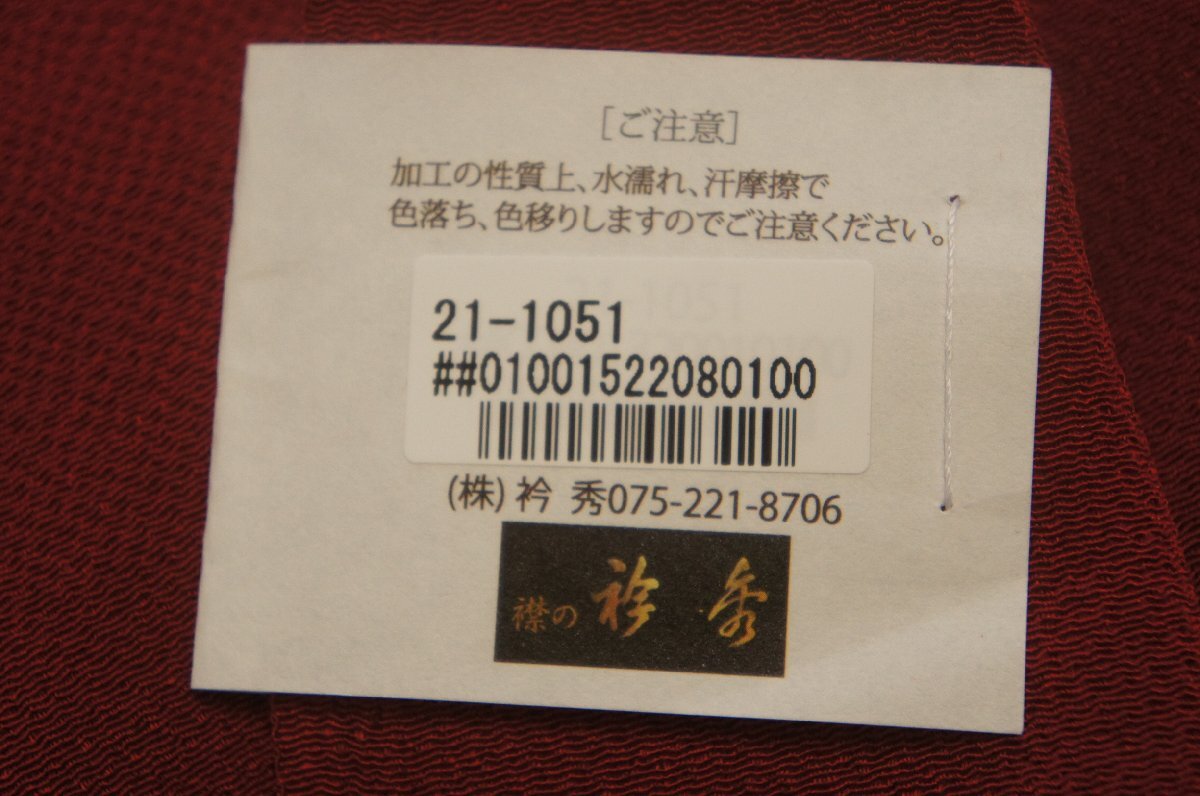 [ご注意]
加工の性質上、水濡れ、汗摩擦で
色落ち、色移りしますのでご注意ください。
21-1051
##01001522080100
(株) 衿 秀075-221-8706
襟の 衿 秀